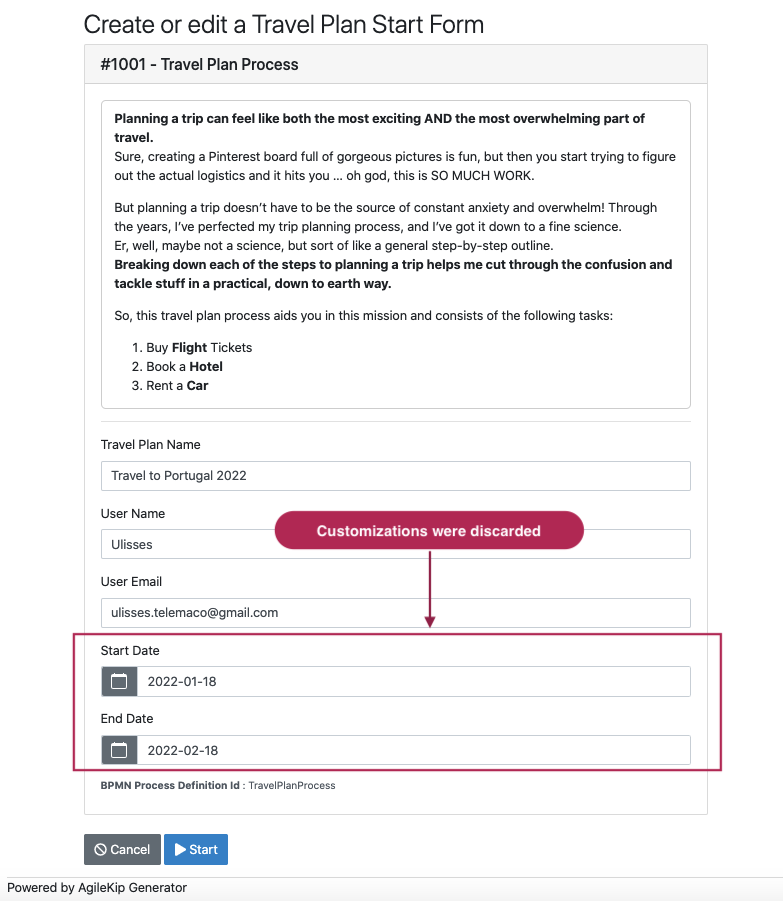 Create or edit a Travel Plan Start Form
#1001 - Travel Plan Process
Planning a trip can feel like both the most exciting AND the most overwhelming part of
travel.
Sure, creating a Pinterest board full of gorgeous pictures is fun, but then you start trying to figure
out the actual logistics and it hits you ... oh god, this is SO MUCH WORK.
But planning a trip doesn’t have to be the source of constant anxiety and overwhelm! Through
the years, I’ve perfected my trip planning process, and I’ve got it down to a fine science.
Er, well, maybe not a science, but sort of like a general step-by-step outline.
Breaking down each of the steps to planning a trip helps me cut through the confusion and
tackle stuff in a practical, down to earth way.
So, this travel plan process aids you in this mission and consists of the following tasks:
1. Buy Flight Tickets
2. Book a Hotel
3. Rent a Car
Travel Plan Name
Travel to Portugal 2022
User Name
Customizations were discarded
Ulisses
User Email
ulisses.telemaco@gmail.com
Start Date
2022-01-18
End Date
2022-02-18
BPMN Process Definition Id : TravelPlanProcess
Cancel Start
Powered by AgileKip Generator